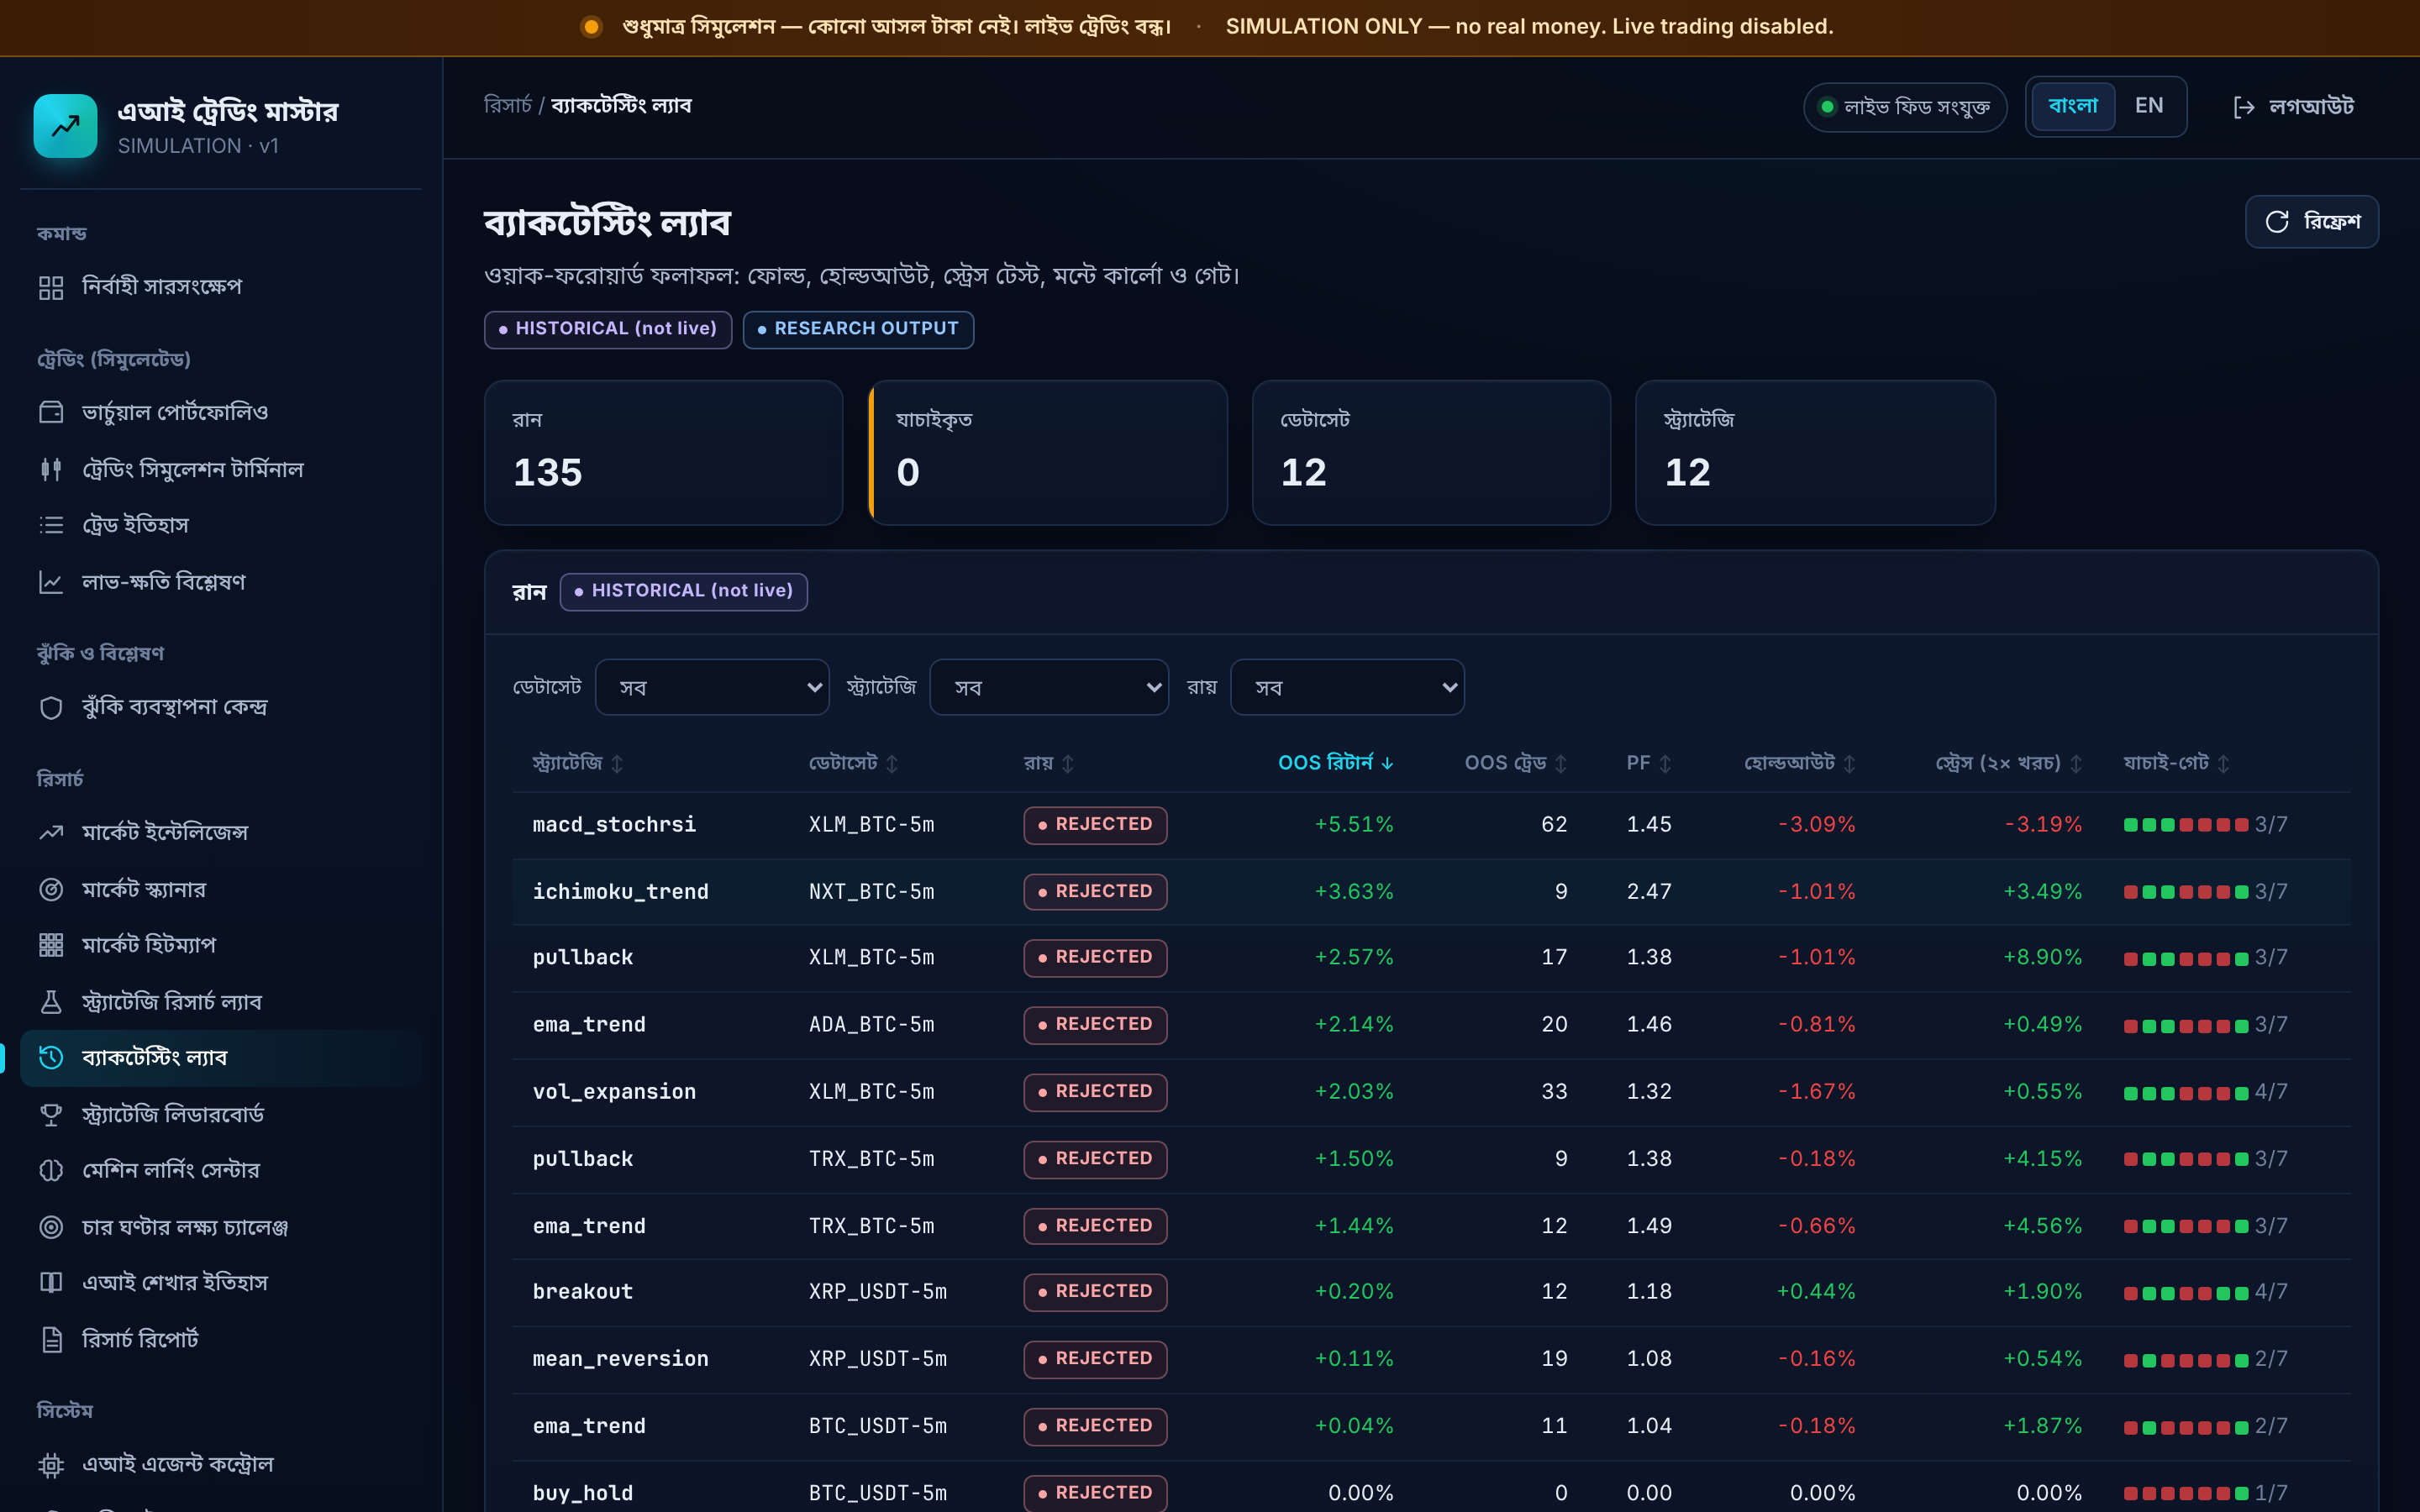 শুধুমাত্র সিমুলেশন — কোনো আসল টাকা নেই। লাইভ ট্রেডিং বন্ধ। · SIMULATION ONLY — no real money. Live trading disabled.
এআই ট্রেডিং মাস্টার
SIMULATION · v1
রিসার্চ / ব্যাকটেস্টিং ল্যাব
লাইভ ফিড সংযুক্ত
বাংলা EN
লগআউট
কমান্ড
নির্বাহী সারসংক্ষেপ
ট্রেডিং (সিমুলেটেড)
ভার্চুয়াল পোর্টফোলিও
ট্রেডিং সিমুলেশন টার্মিনাল
ট্রেড ইতিহাস
লাভ-ক্ষতি বিশ্লেষণ
ঝুঁকি ও বিশ্লেষণ
ঝুঁকি ব্যবস্থাপনা কেন্দ্র
রিসার্চ
মার্কেট ইন্টেলিজেন্স
মার্কেট স্ক্যানার
মার্কেট হিটম্যাপ
স্ট্র্যাটেজি রিসার্চ ল্যাব
ব্যাকটেস্টিং ল্যাব
স্ট্র্যাটেজি লিডারবোর্ড
মেশিন লার্নিং সেন্টার
চার ঘণ্টার লক্ষ্য চ্যালেঞ্জ
এআই শেখার ইতিহাস
রিসার্চ রিপোর্ট
সিস্টেম
এআই এজেন্ট কন্ট্রোল
ব্যাকটেস্টিং ল্যাব
রিফ্রেশ
ওয়াক-ফরোয়ার্ড ফলাফল: ফোল্ড, হোল্ডআউট, স্ট্রেস টেস্ট, মন্টে কার্লো ও গেট।
HISTORICAL (not live) RESEARCH OUTPUT
রান যাচাইকৃত ডেটাসেট স্ট্র্যাটেজি
135 0 12 12
রান HISTORICAL (not live)
ডেটাসেট সব স্ট্র্যাটেজি সব রায় সব
স্ট্র্যাটেজি ডেটাসেট রায় OOS রিটার্ন ↓ OOS ট্রেড PF হোল্ডআউট স্ট্রেস (২× খরচ) যাচাই-গেট
macd_stochrsi XLM_BTC-5m REJECTED +5.51% 62 1.45 -3.09% -3.19% 3/7
ichimoku_trend NXT_BTC-5m REJECTED +3.63% 9 2.47 -1.01% +3.49% 3/7
pullback XLM_BTC-5m REJECTED +2.57% 17 1.38 -1.01% +8.90% 3/7
ema_trend ADA_BTC-5m REJECTED +2.14% 20 1.46 -0.81% +0.49% 3/7
vol_expansion XLM_BTC-5m REJECTED +2.03% 33 1.32 -1.67% +0.55% 4/7
pullback TRX_BTC-5m REJECTED +1.50% 9 1.38 -0.18% +4.15% 3/7
ema_trend TRX_BTC-5m REJECTED +1.44% 12 1.49 -0.66% +4.56% 3/7
breakout XRP_USDT-5m REJECTED +0.20% 12 1.18 +0.44% +1.90% 4/7
mean_reversion XRP_USDT-5m REJECTED +0.11% 19 1.08 -0.16% +0.54% 2/7
ema_trend BTC_USDT-5m REJECTED +0.04% 11 1.04 -0.18% +1.87% 2/7
buy_hold BTC_USDT-5m REJECTED 0.00% 0 0.00 0.00% 0.00% 1/7